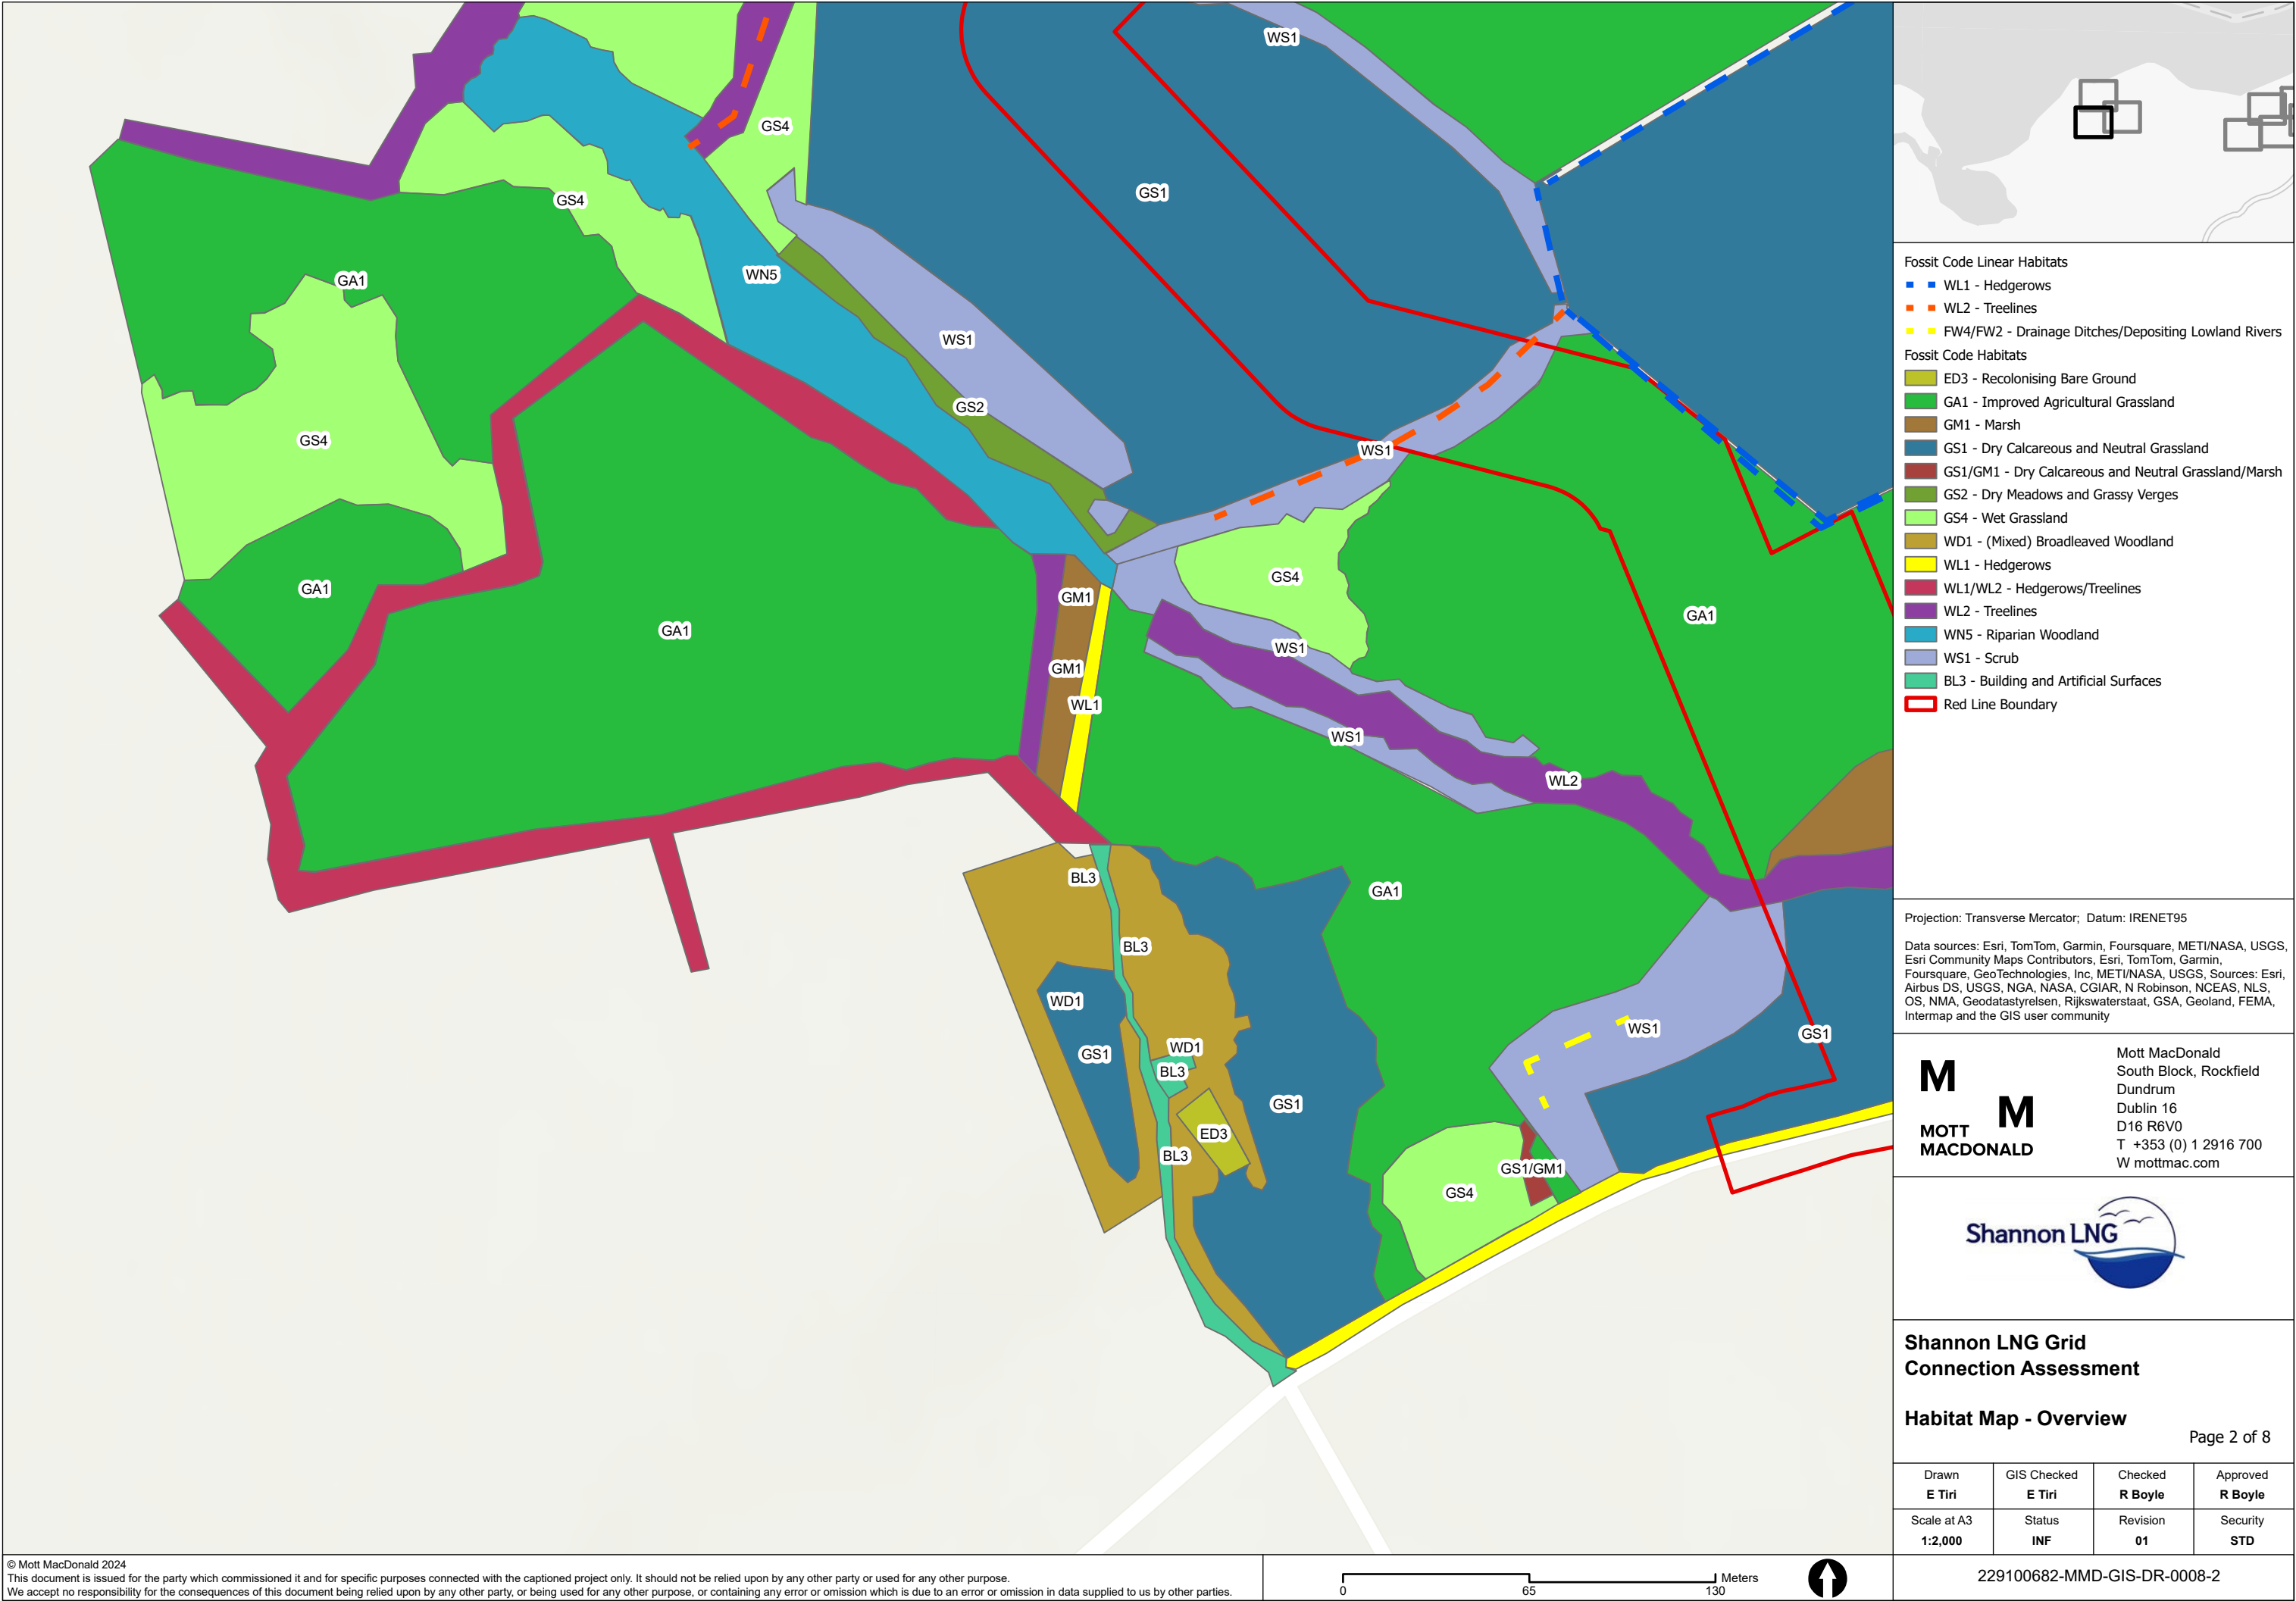 WS1
GS4
GS1
GS4
WN5
GA1
WS1
GS2
WS1
GS4
GS4
GA1
GM1
GA1
GA1
WS1
GM1
WL1
WS1
WL2
BL3
GA1
BL3
WD1
WS1
GS1
GS1
WD1
BL3
GS1
ED3
BL3
GS1/GM1
GS4
Fossit Code Linear Habitats
WL1 - Hedgerows
WL2 - Treelines
FW4/FW2 - Drainage Ditches/Depositing Lowland Rivers
Fossit Code Habitats
ED3 - Recolonising Bare Ground
GA1 - Improved Agricultural Grassland
GM1 - Marsh
GS1 - Dry Calcareous and Neutral Grassland
GS1/GM1 - Dry Calcareous and Neutral Grassland/Marsh
GS2 - Dry Meadows and Grassy Verges
GS4 - Wet Grassland
WD1 - (Mixed) Broadleaved Woodland
WL1 - Hedgerows
WL1/WL2 - Hedgerows/Treelines
WL2 - Treelines
WN5 - Riparian Woodland
WS1 - Scrub
BL3 - Building and Artificial Surfaces
Red Line Boundary
Projection: Transverse Mercator; Datum: IRENET95
Data sources: Esri, TomTom, Garmin, Foursquare, METI/NASA, USGS,
Esri Community Maps Contributors, Esri, TomTom, Garmin,
Foursquare, GeoTechnologies, Inc, METI/NASA, USGS, Sources: Esri,
Airbus DS, USGS, NGA, NASA, CGIAR, N Robinson, NCEAS, NLS,
OS, NMA, Geodatastyrelsen, Rijkswaterstaat, GSA, Geoland, FEMA,
Intermap and the GIS user community
M
M
MOTT
MACDONALD
Mott MacDonald
South Block, Rockfield
Dundrum
Dublin 16
D16 R6V0
T +353 (0) 1 2916 700
W mottmac.com
Shannon LNG
Shannon LNG Grid
Connection Assessment
Habitat Map - Overview
Page 2 of 8
Drawn GIS Checked Checked Approved
E Tiri E Tiri R Boyle R Boyle
Scale at A3 Status Revision Security
1:2,000 INF 01 STD
229100682-MMD-GIS-DR-0008-2
© Mott MacDonald 2024
This document is issued for the party which commissioned it and for specific purposes connected with the captioned project only. It should not be relied upon by any other party or used for any other purpose.
We accept no responsibility for the consequences of this document being relied upon by any other party, or being used for any other purpose, or containing any error or omission which is due to an error or omission in data supplied to us by other parties.
Meters
0 65 130